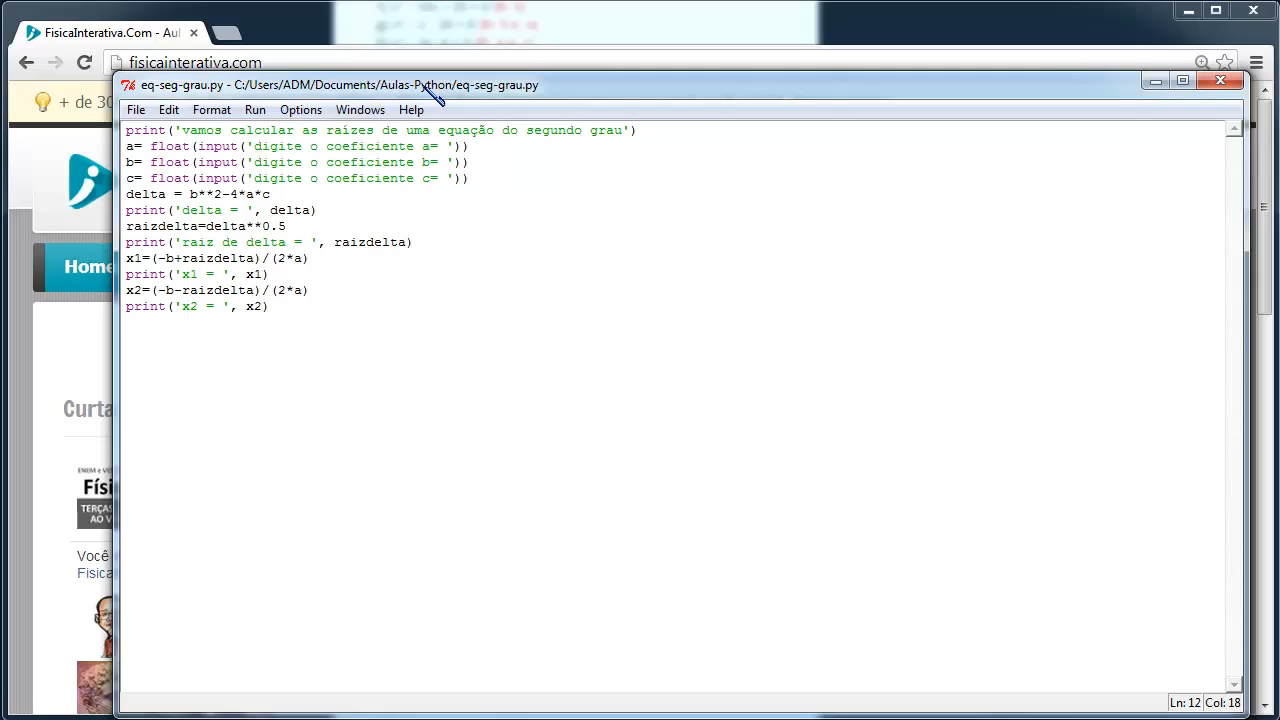 FisicaInterativa.Com - Aul
fisicainterativa.com
+ de 30
eq-seg-grau.py - C:/Users/ADM/Documents/Aulas-Python/eq-seg-grau.py
File Edit Format Run Options Windows Help
print('vamos calcular as raízes de uma equação do segundo grau')
a= float(input('digite o coeficiente a= '))
b= float(input('digite o coeficiente b= '))
c= float(input('digite o coeficiente c= '))
delta = b**2-4*a*c
print('delta = ', delta)
raizdelta=delta**0.5
print('raiz de delta = ', raizdelta)
x1=(-b+raizdelta)/(2*a)
print('x1 = ', x1)
x2=(-b-raizdelta)/(2*a)
print('x2 = ', x2)
Home
Curta
Físi
TERÇAS
AO V
Você
Fisica
Ln: 12 Col: 18